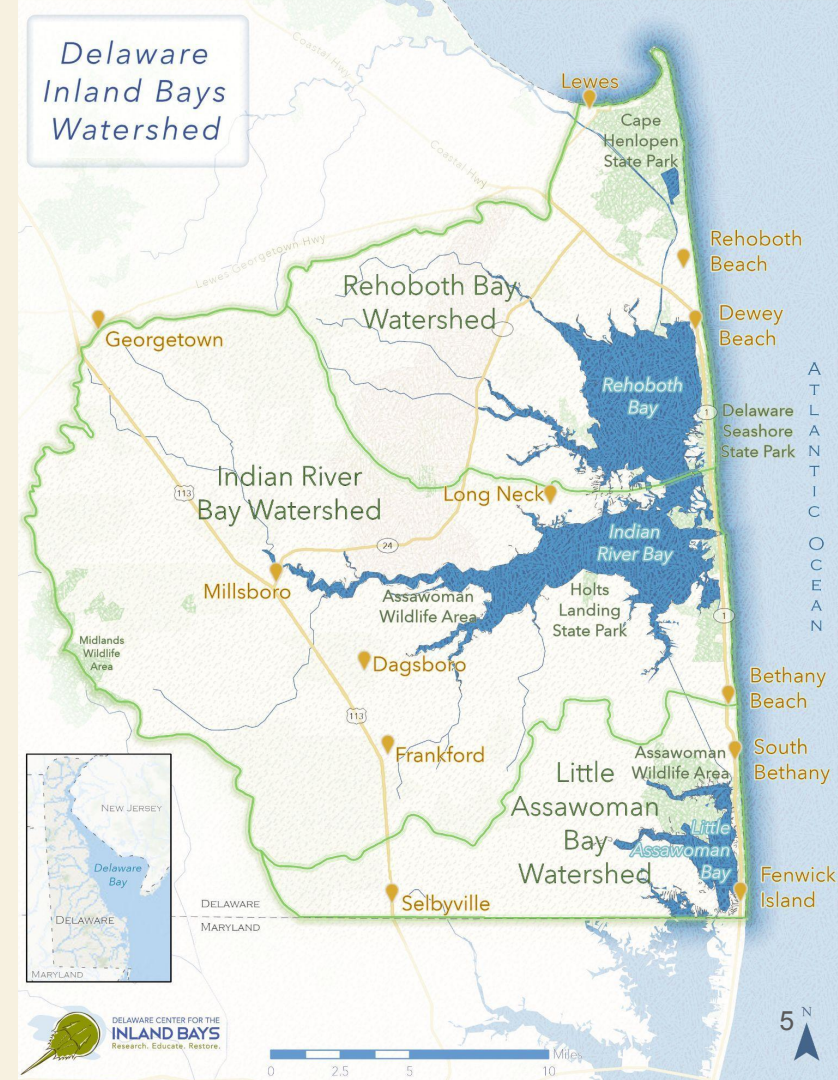 Delaware
Inland Bays
Watershed
Coastal Hwy
Lewes
Cape
Henlopen
State Park
Coastal Hwy
Rehoboth
Beach
Lewes Georgetown Hwy
Rehoboth Bay
Watershed
Dewey
Beach
Georgetown
Rehoboth
Bay
1
Delaware
Seashore
State Park
ATLANTIC OCEAN
Indian River
Bay Watershed
113
Long Neck
24
Indian
River Bay
Millsboro
Assawoman
Wildlife Area
Holts
Landing
State Park
1
Midlands
Wildlife
Area
Dagsboro
Bethany
Beach
113
Frankford
South
Bethany
Assawoman
Wildlife Area
Little
Assawoman
Bay
Watershed
Little
Assawoman
Bay
Fenwick
Island
Selbyville
DELAWARE
MARYLAND
NEW JERSEY
Delaware
Bay
DELAWARE
MARYLAND
DELAWARE CENTER FOR THE
INLAND BAYS
Research. Educate. Restore.
0 2.5 5 10 Miles
5
N